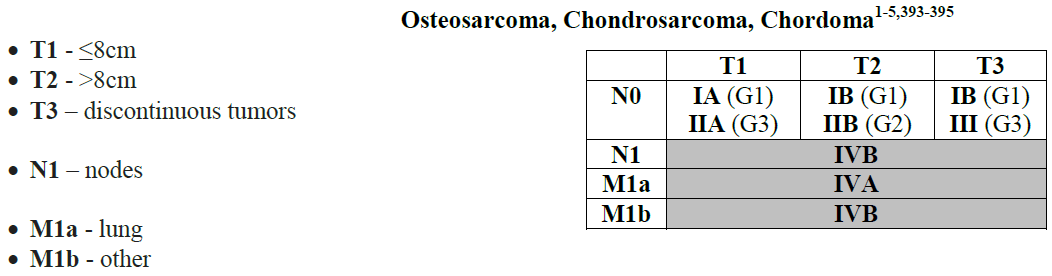 Osteosarcoma, Chondrosarcoma, Chordoma1-5,393-395
• T1 - ≤8cm
• T2 - >8cm
• T3 – discontinuous tumors
• N1 – nodes
• M1a - lung
• M1b - other
T1 T2 T3
N0 IA (G1) IB (G1) IB (G1)
IIA (G3) IIB (G2) III (G3)
N1 IVB
M1a IVA
M1b IVB